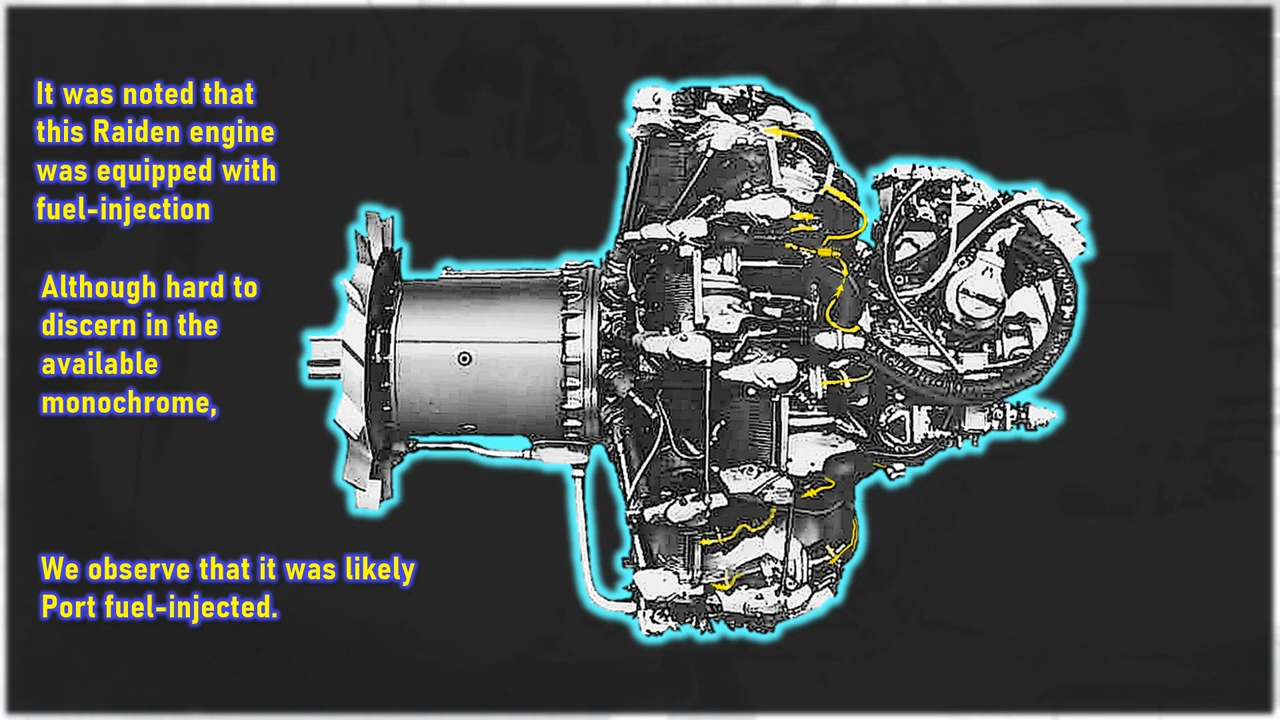 It was noted that
this Raiden engine
was equipped with
fuel-injection
Although hard to
discern in the
available
monochrome,
We observe that it was likely
Port fuel-injected.